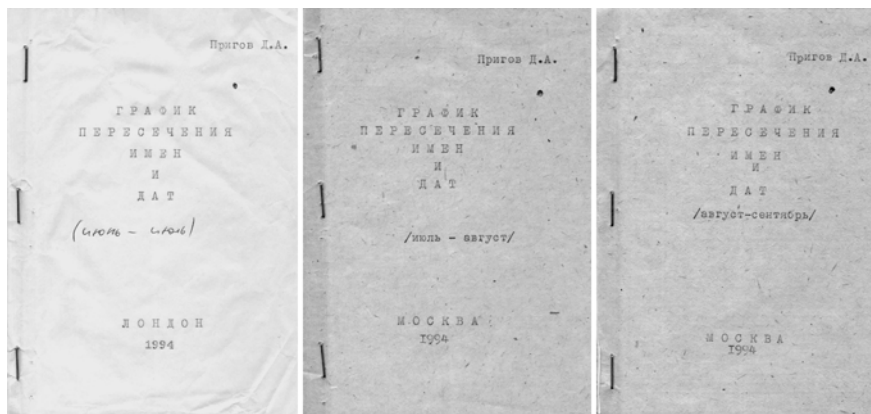 Пригов Д.А.
ГРАФИК
ПЕРЕСЕЧЕНИЯ
ИМЕН
И
ДАТ
(июнь - июль)
ЛОНДОН
1994
Пригов Д.А.
ГРАФИК
ПЕРЕСЕЧЕНИЯ
ИМЕН
И
ДАТ
/июль - август/
МОСКВА
1994
Пригов Д.А.
ГРАФИК
ПЕРЕСЕЧЕНИЯ
ИМЕН
И
ДАТ
/август-сентябрь/
МОСКВА
1994